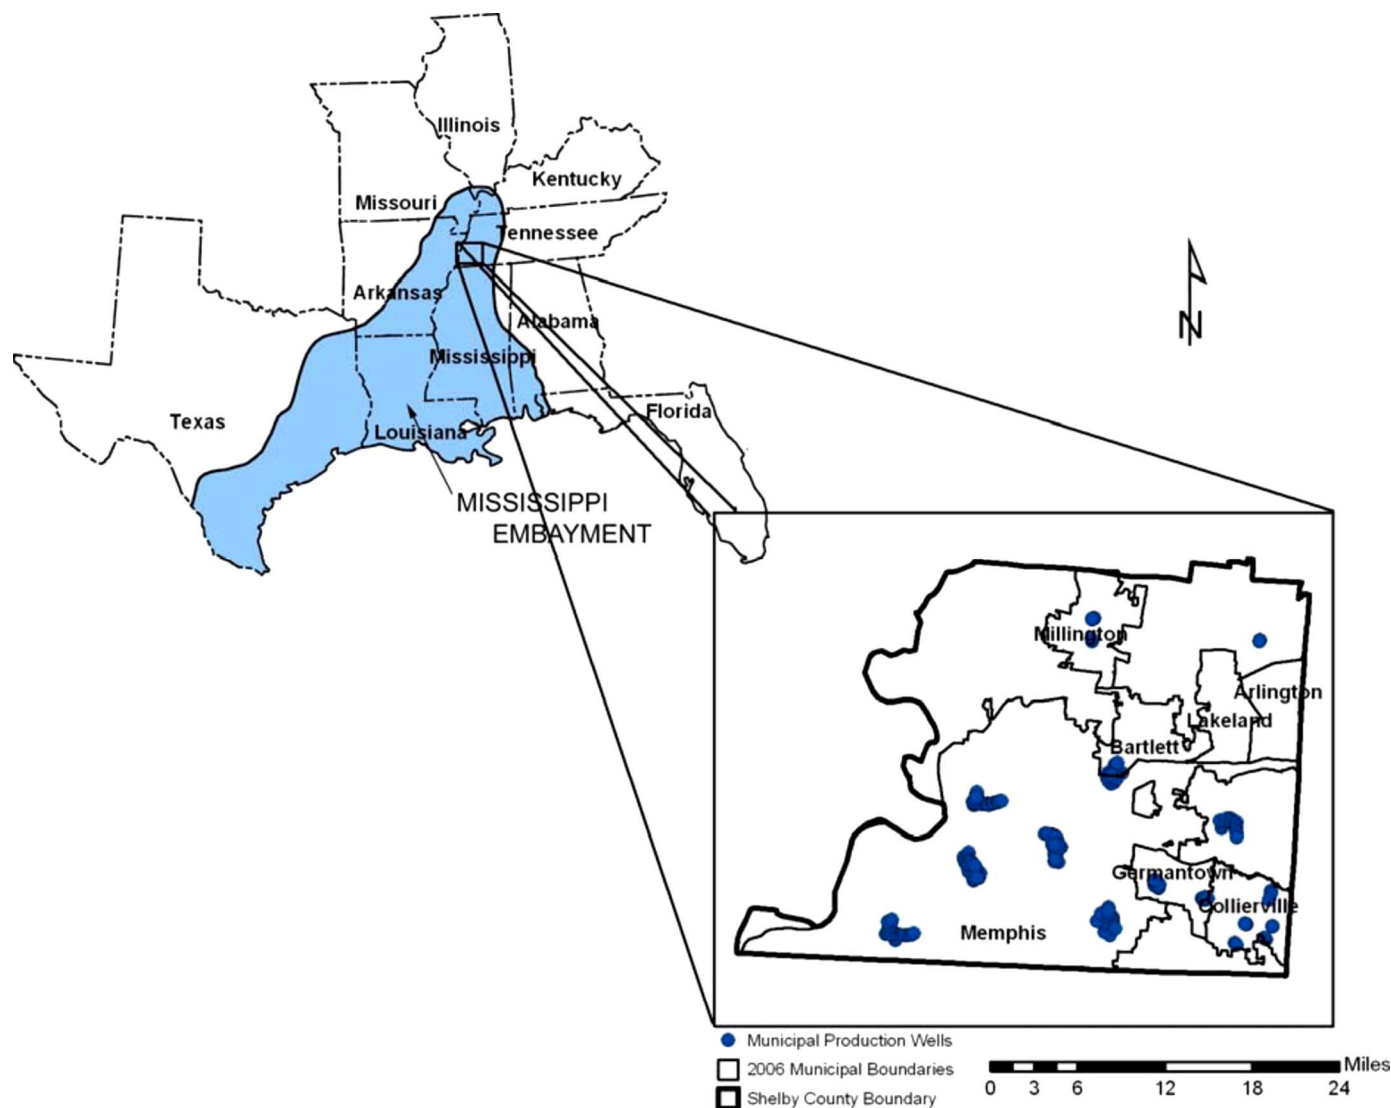 Illinois
Kentucky
Missouri
Tennessee
Arkansas
Alabama
Mississippi
Texas
Florida
Louisiana
MISSISSIPPI
EMBAYMENT
N
Millington
Arlington
Lakeland
Bartlett
Germantown
Collierville
Memphis
Municipal Production Wells
2006 Municipal Boundaries
Shelby County Boundary
Miles
0 3 6 12 18 24